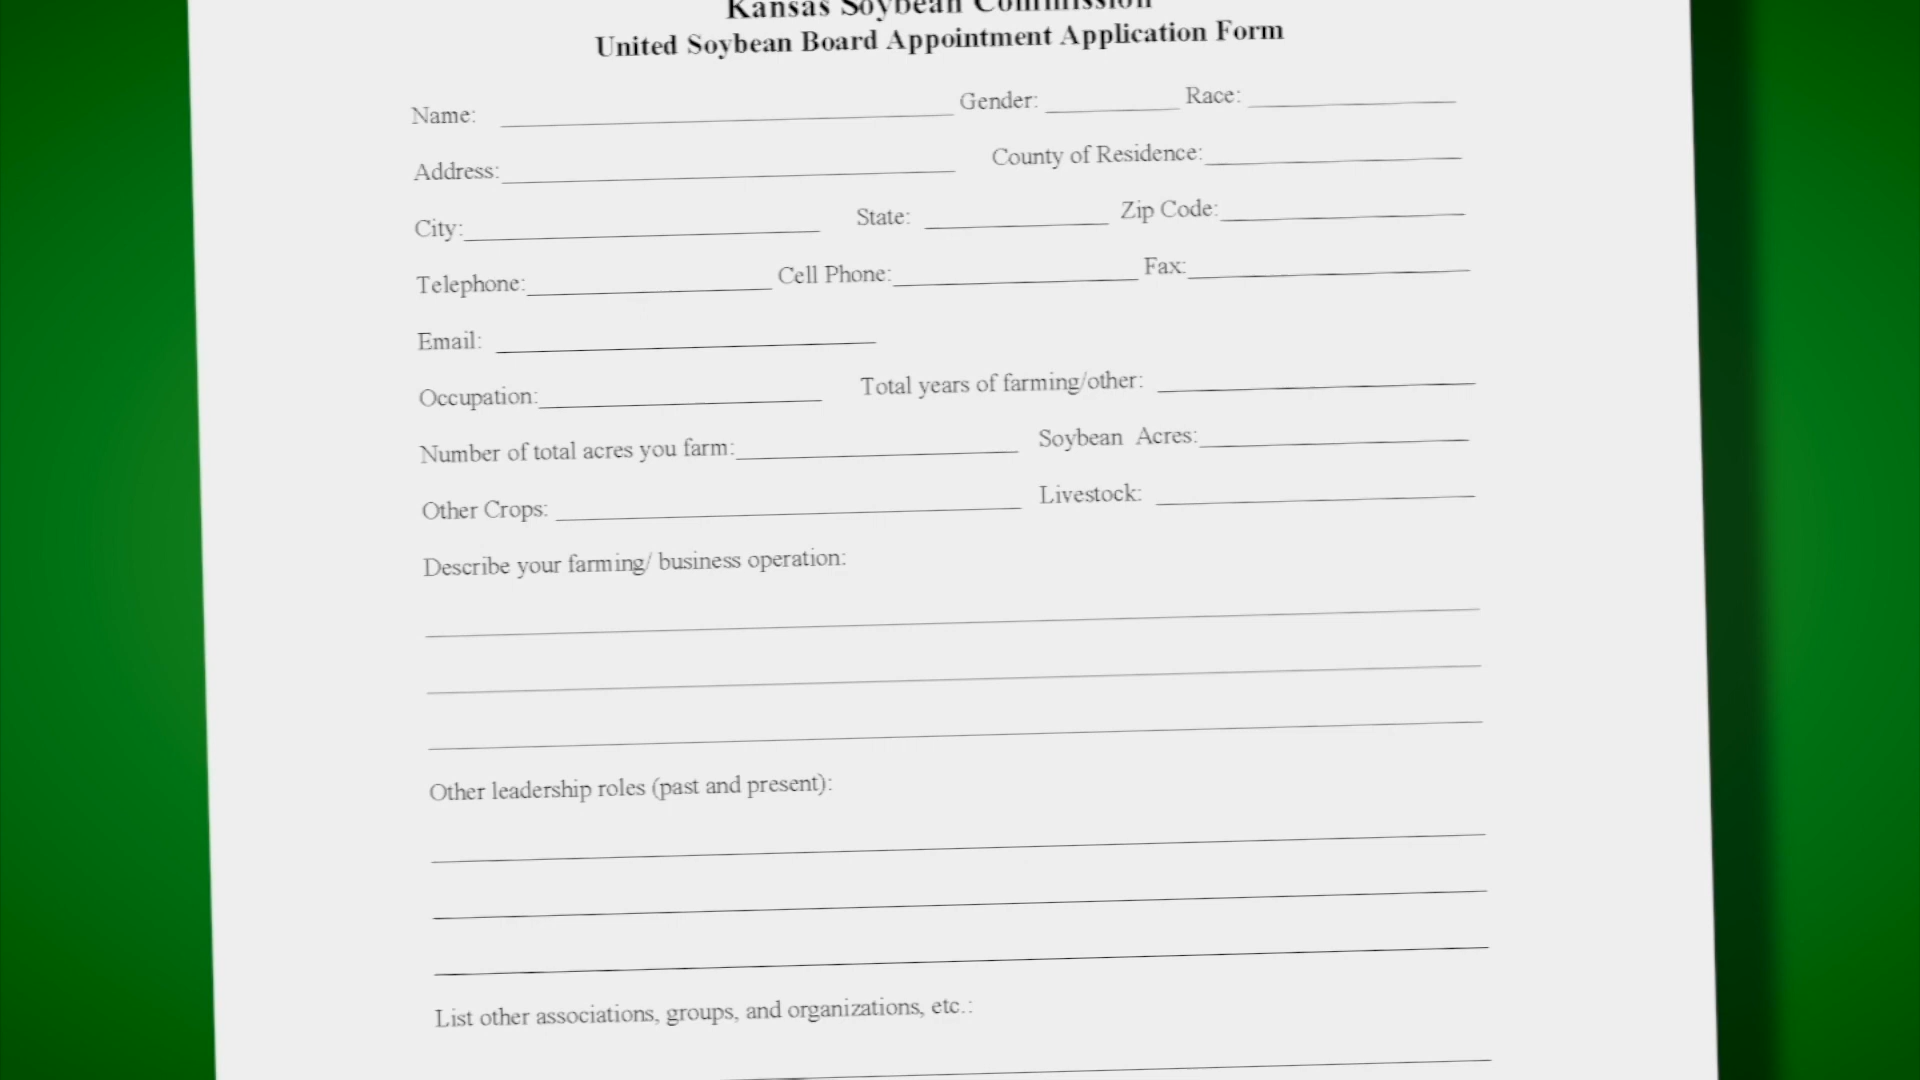 Kansas Soybean Commission
United Soybean Board Appointment Application Form
Name: Gender: Race:
Address: County of Residence:
City: State: Zip Code:
Telephone: Cell Phone: Fax:
Email:
Occupation: Total years of farming/other:
Number of total acres you farm: Soybean Acres:
Other Crops: Livestock:
Describe your farming/ business operation:
Other leadership roles (past and present):
List other associations, groups, and organizations, etc.: